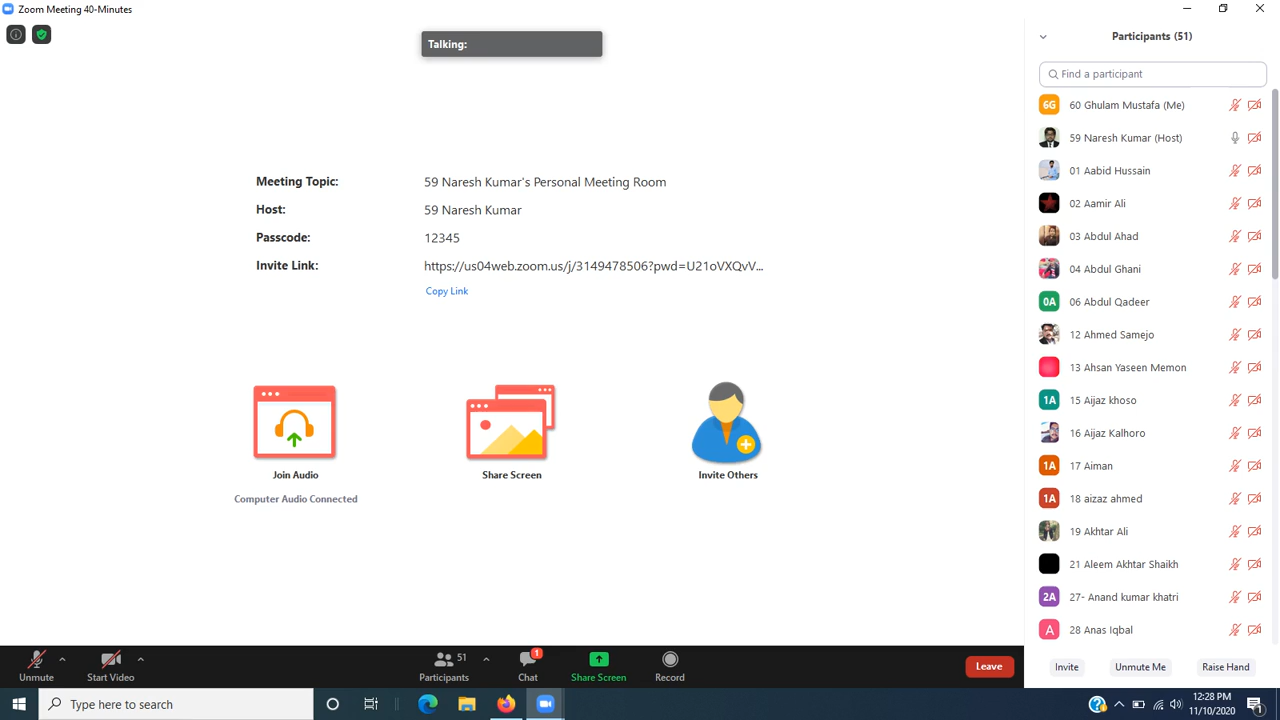 Zoom Meeting 40-Minutes
Talking:
Meeting Topic: 59 Naresh Kumar's Personal Meeting Room
Host: 59 Naresh Kumar
Passcode: 12345
Invite Link: https://us04web.zoom.us/j/3149478506?pwd=U21oVXQvV...
Copy Link
Join Audio
Computer Audio Connected
Share Screen
Invite Others
Participants (51)
Find a participant
6G 60 Ghulam Mustafa (Me)
59 Naresh Kumar (Host)
01 Aabid Hussain
02 Aamir Ali
03 Abdul Ahad
04 Abdul Ghani
0A 06 Abdul Qadeer
12 Ahmed Samejo
13 Ahsan Yaseen Memon
1A 15 Aijaz khoso
16 Aijaz Kalhoro
1A 17 Aiman
1A 18 aizaz ahmed
19 Akhtar Ali
21 Aleem Akhtar Shaikh
2A 27- Anand kumar khatri
A 28 Anas Iqbal
Invite
Unmute Me
Raise Hand
Unmute
Start Video
51
Participants
1
Chat
Share Screen
Record
Leave
Type here to search
12:28 PM
11/10/2020
1